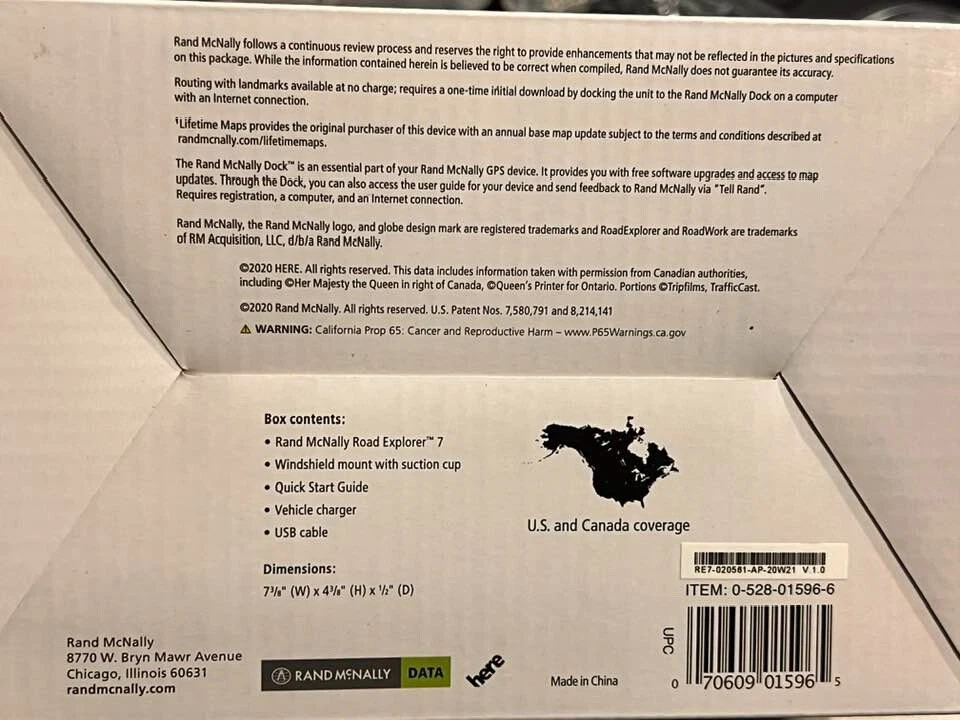 Rand McNally follows a continuous review process and reserves the right to provide enhancements that may not be reflected in the pictures and specifications
on this package. While the information contained herein is believed to be correct when compiled, Rand McNally does not guarantee its accuracy.
Routing with landmarks available at no charge; requires a one-time initial download by docking the unit to the Rand McNally Dock on a computer
with an Internet connection.
‡Lifetime Maps provides the original purchaser of this device with an annual base map update subject to the terms and conditions described at
randmcnally.com/lifetimemaps.
The Rand McNally Dock™ is an essential part of your Rand McNally GPS device. It provides you with free software upgrades and access to map
updates. Through the Dock, you can also access the user guide for your device and send feedback to Rand McNally via "Tell Rand".
Requires registration, a computer, and an Internet connection.
Rand McNally, the Rand McNally logo, and globe design mark are registered trademarks and RoadExplorer and RoadWork are trademarks
of RM Acquisition, LLC, d/b/a Rand McNally.
©2020 HERE. All rights reserved. This data includes information taken with permission from Canadian authorities,
including ©Her Majesty the Queen in right of Canada, ©Queen's Printer for Ontario. Portions ©Tripfilms, TrafficCast.
©2020 Rand McNally. All rights reserved. U.S. Patent Nos. 7,580,791 and 8,214,141
⚠ WARNING: California Prop 65: Cancer and Reproductive Harm – www.P65Warnings.ca.gov
Box contents:
• Rand McNally Road Explorer™ 7
• Windshield mount with suction cup
• Quick Start Guide
• Vehicle charger
• USB cable
Dimensions:
7³/₈" (W) x 4³/₈" (H) x ¹/₂" (D)
U.S. and Canada coverage
RE7-020561-AP-20W21 V.1.0
ITEM: 0-528-01596-6
UPC
0 70609 01596 5
Rand McNally
8770 W. Bryn Mawr Avenue
Chicago, Illinois 60631
randmcnally.com
RAND MCNALLY DATA
here
Made in China